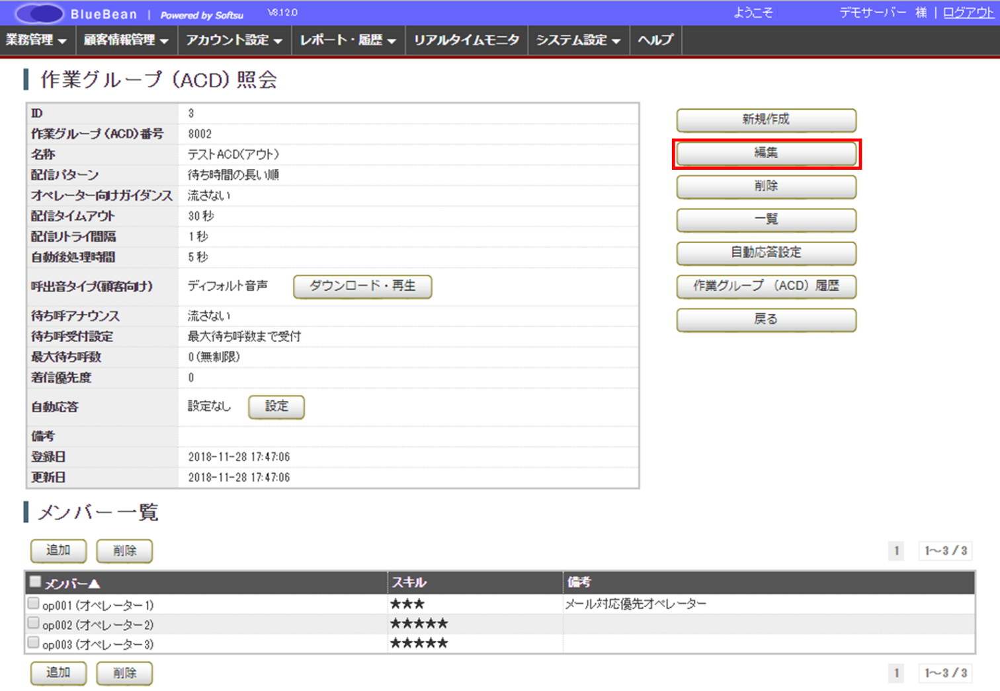 BlueBean | Powered by Softsu V8.12.0 ようこそ デモサーバー 様 | ログアウト
業務管理 顧客情報管理 アカウント設定 レポート・履歴 リアルタイムモニタ システム設定 ヘルプ
作業グループ (ACD) 照会
ID 3
作業グループ (ACD)番号 8002
名称 テストACD(アウト)
配信パターン 待ち時間の長い順
オペレーター向けガイダンス 流さない
配信タイムアウト 30 秒
配信リトライ間隔 1 秒
自動後処理時間 5 秒
呼出音タイプ(顧客向け) ディフォルト音声 ダウンロード・再生
待ち呼アナウンス 流さない
待ち呼受付設定 最大待ち呼数まで受付
最大待ち呼数 0 (無制限)
着信優先度 0
自動応答 設定なし 設定
備考
登録日 2018-11-28 17:47:06
更新日 2018-11-28 17:47:06
新規作成
編集
削除
一覧
自動応答設定
作業グループ (ACD) 履歴
戻る
メンバー一覧
追加 削除 1 1～3 / 3
メンバー▲ スキル 備考
op001 (オペレーター1) ★★★ メール対応優先オペレーター
op002 (オペレーター2) ★★★★★
op003 (オペレーター3) ★★★★★
追加 削除 1 1～3 / 3